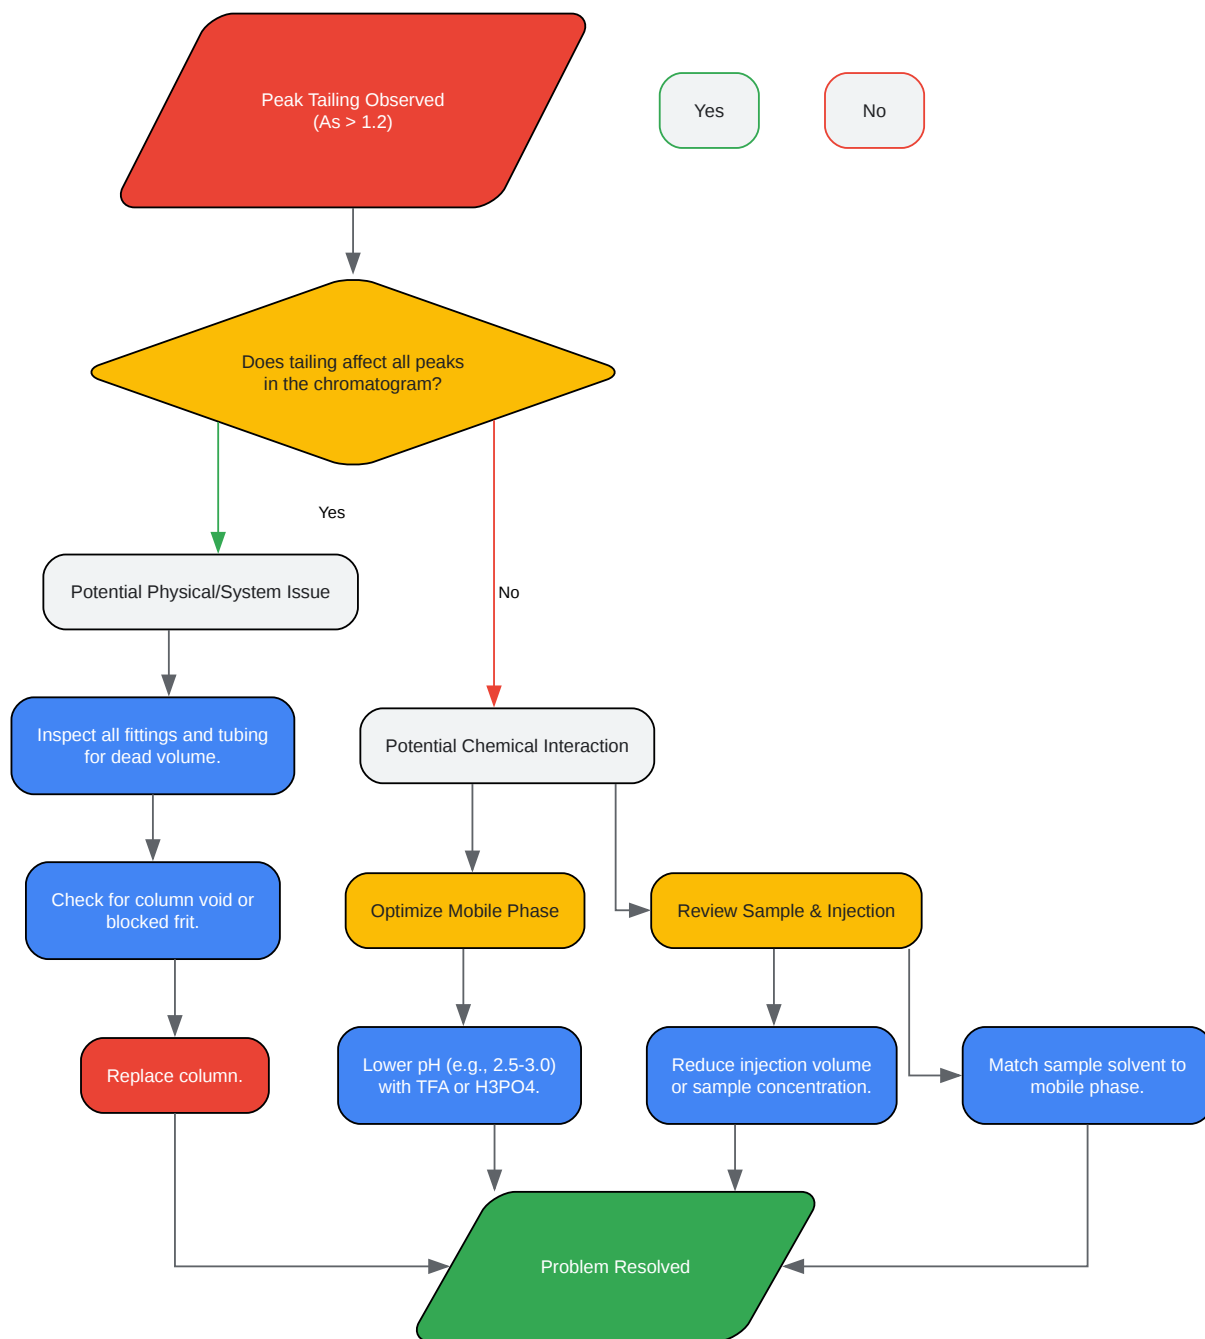 Peak Tailing Observed
(As > 1.2)
Yes
No
Does tailing affect all peaks
in the chromatogram?
Yes
No
Potential Physical/System Issue
Inspect all fittings and tubing
for dead volume.
Potential Chemical Interaction
Check for column void or
blocked frit.
Optimize Mobile Phase
Review Sample & Injection
Replace column.
Lower pH (e.g., 2.5-3.0)
with TFA or H3PO4.
Reduce injection volume
or sample concentration.
Match sample solvent to
mobile phase.
Problem Resolved